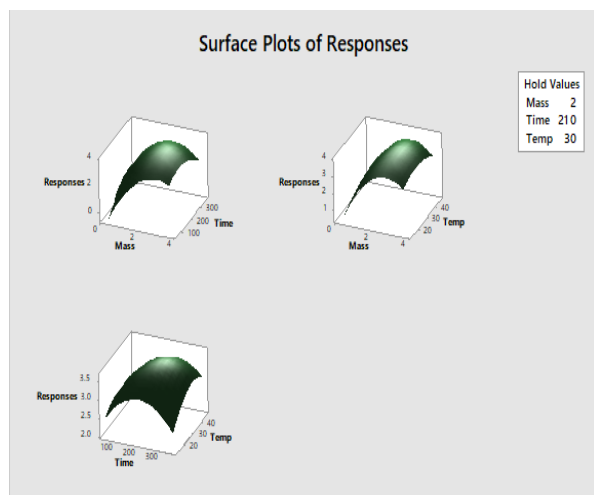 Surface Plots of Responses
Hold Values
Mass 2
Time 210
Temp 30
4
Responses 2
0
0
2
4
Mass
100
200
300
Time
4
3
Responses
2
1
0
2
4
Mass
20
30
40
Temp
3.5
Responses 3.0
2.5
2.0
100
200
300
Time
20
30
40
Temp